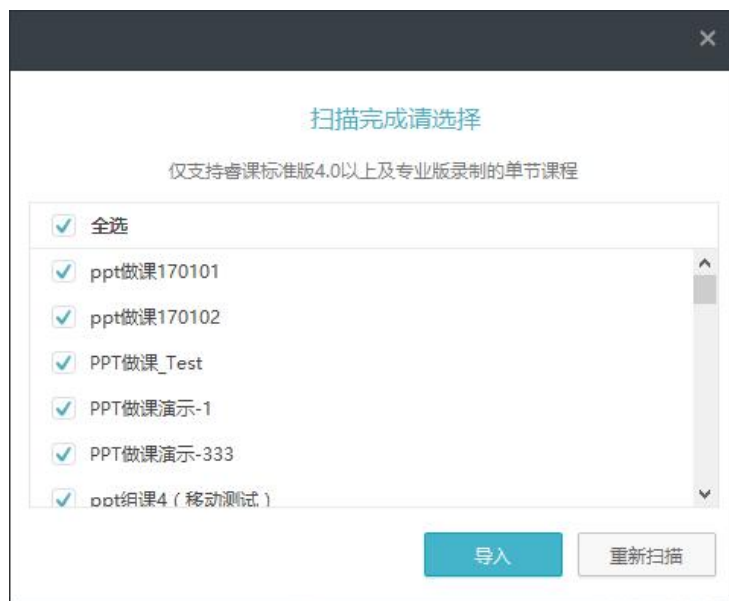 扫描完成请选择
仅支持睿课标准版4.0以上及专业版录制的单节课程
全选
ppt做课170101
ppt做课170102
PPT做课_Test
PPT做课演示-1
PPT做课演示-333
ppt组课4（移动测试）
导入 重新扫描